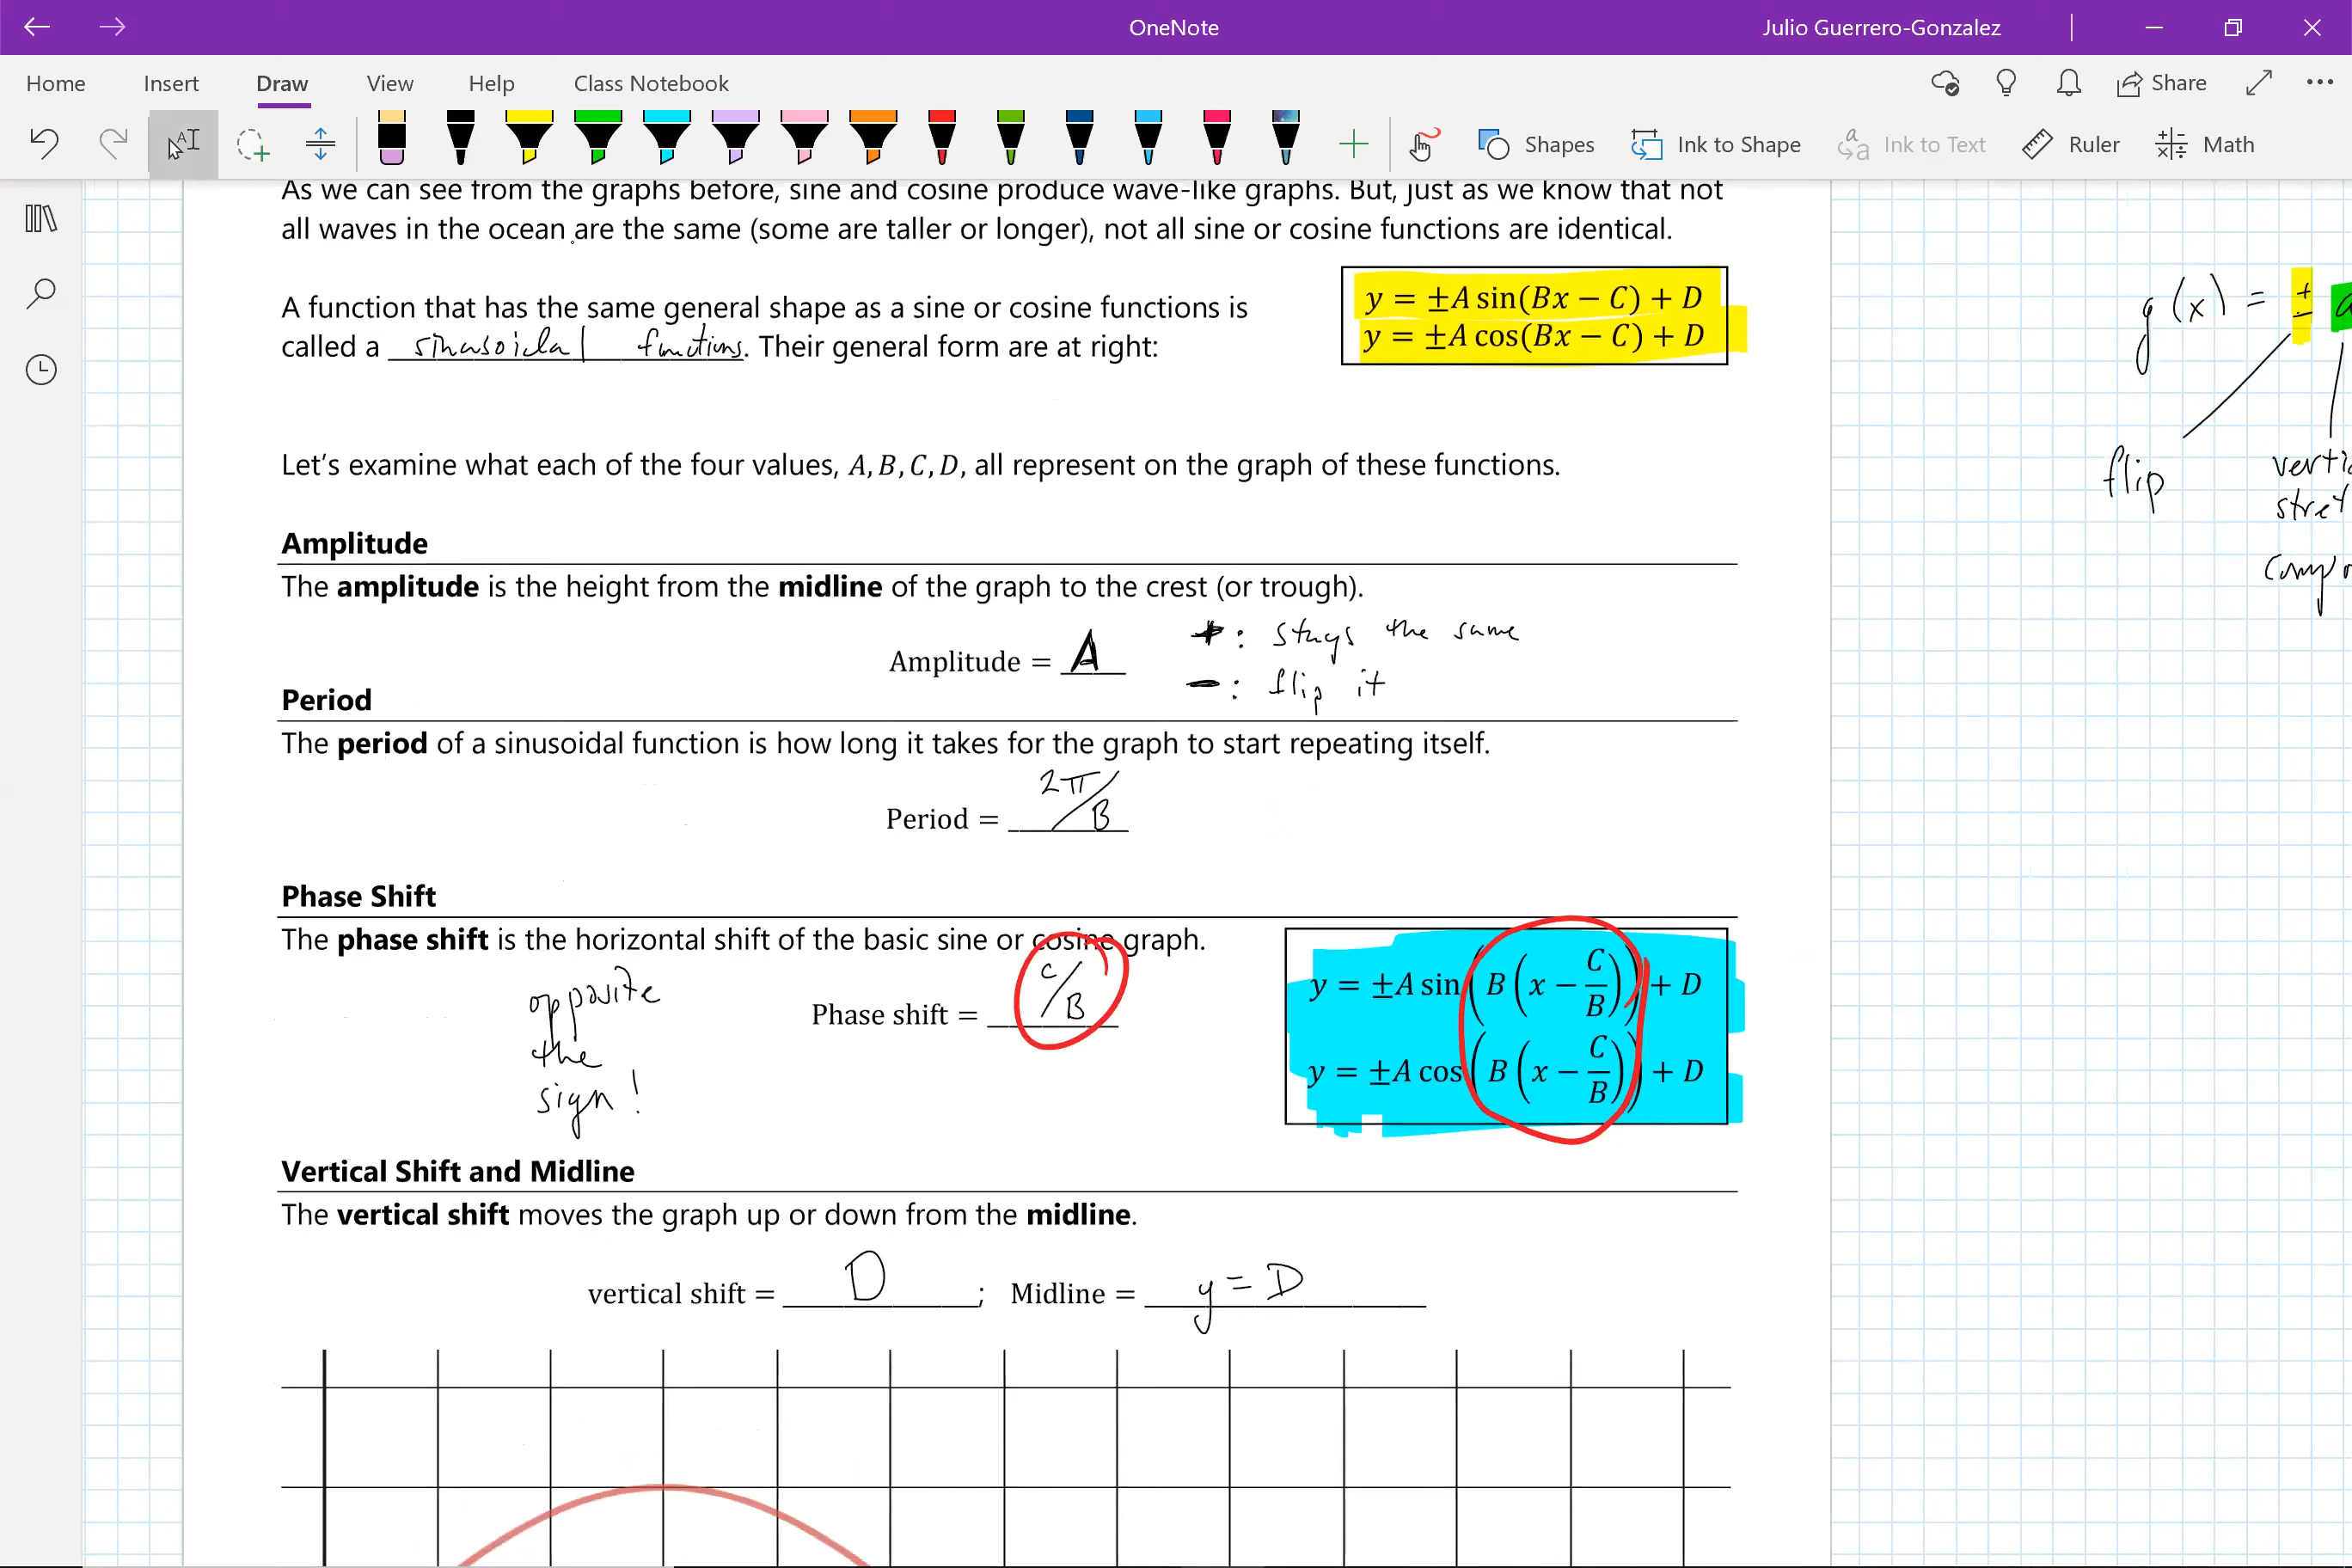 OneNote
Julio Guerrero-Gonzalez
Home Insert Draw View Help Class Notebook
Share
Shapes Ink to Shape Ink to Text Ruler Math
As we can see from the graphs before, sine and cosine produce wave-like graphs. But, just as we know that not
all waves in the ocean are the same (some are taller or longer), not all sine or cosine functions are identical.
A function that has the same general shape as a sine or cosine functions is
called a sinusoidal functions. Their general form are at right:
y = ±A sin(Bx − C) + D
y = ±A cos(Bx − C) + D
g(x) = ±
flip
Let's examine what each of the four values, A, B, C, D, all represent on the graph of these functions.
Amplitude
The amplitude is the height from the midline of the graph to the crest (or trough).
Amplitude = A
+: stays the same
−: flip it
Period
The period of a sinusoidal function is how long it takes for the graph to start repeating itself.
Period = 2π/B
Phase Shift
The phase shift is the horizontal shift of the basic sine or cosine graph.
opposite
the
sign!
Phase shift = C/B
y = ±A sin(B(x − C/B)) + D
y = ±A cos(B(x − C/B)) + D
Vertical Shift and Midline
The vertical shift moves the graph up or down from the midline.
vertical shift = D ; Midline = y = D